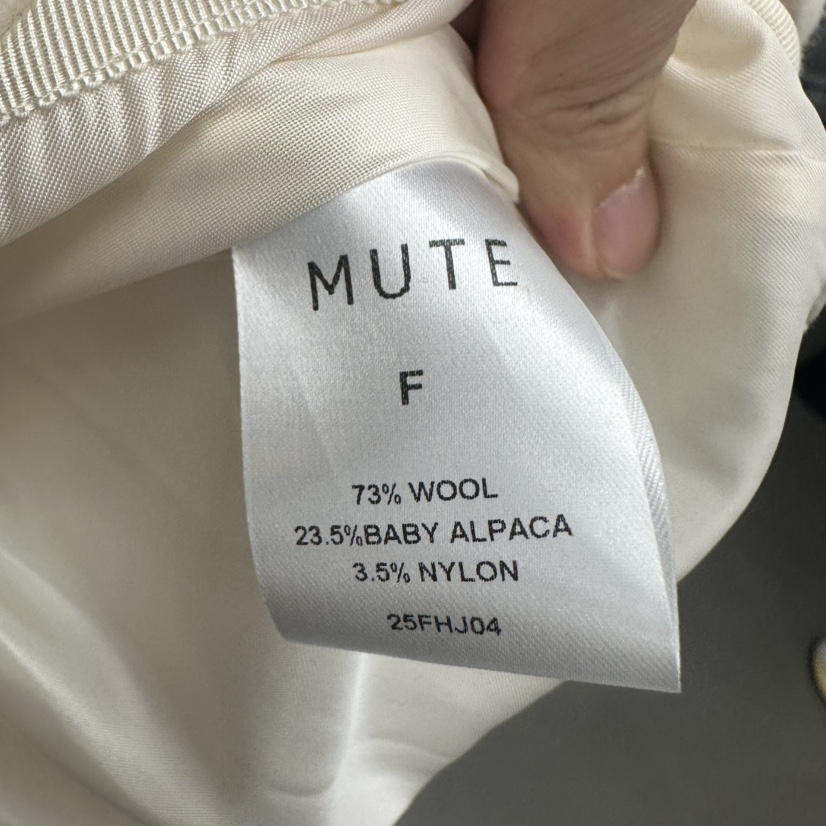 MUTE
F
73% WOOL
23.5%BABY ALPACA
3.5% NYLON
25FHJ04